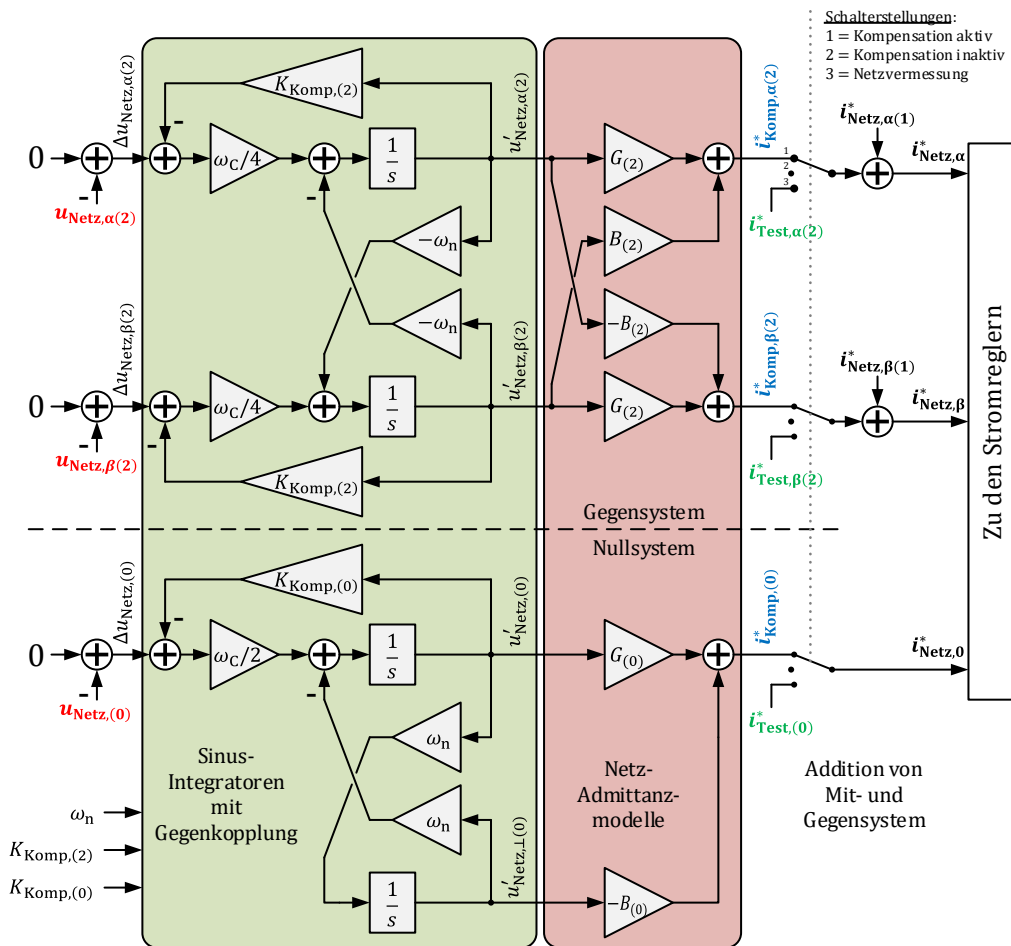 Schalterstellungen:
1 = Kompensation aktiv
2 = Kompensation inaktiv
3 = Netzvermessung
Δu_Netz,α(2)
K_Komp,(2)
u′_Netz,α(2)
i*_Komp,α(2)
i*_Netz,α(1)
0
-
ω_C/4
-
1/s
G_(2)
1
2
3
i*_Netz,α
-
u_Netz,α(2)
−ω_n
B_(2)
i*_Test,α(2)
Δu_Netz,β(2)
−ω_n
u′_Netz,β(2)
−B_(2)
i*_Komp,β(2)
i*_Netz,β(1)
0
ω_C/4
1/s
G_(2)
i*_Netz,β
-
-
u_Netz,β(2)
K_Komp,(2)
i*_Test,β(2)
Gegensystem
Nullsystem
Δu_Netz,(0)
K_Komp,(0)
u′_Netz,(0)
i*_Komp,(0)
0
-
ω_C/2
-
1/s
G_(0)
i*_Netz,0
-
u_Netz,(0)
i*_Test,(0)
ω_n
Sinus-
Integratoren
mit
Gegenkopplung
ω_n
u′_Netz,⊥(0)
Netz-
Admittanz-
modelle
Addition von
Mit- und
Gegensystem
ω_n
K_Komp,(2)
K_Komp,(0)
1/s
−B_(0)
Zu den Stromreglern